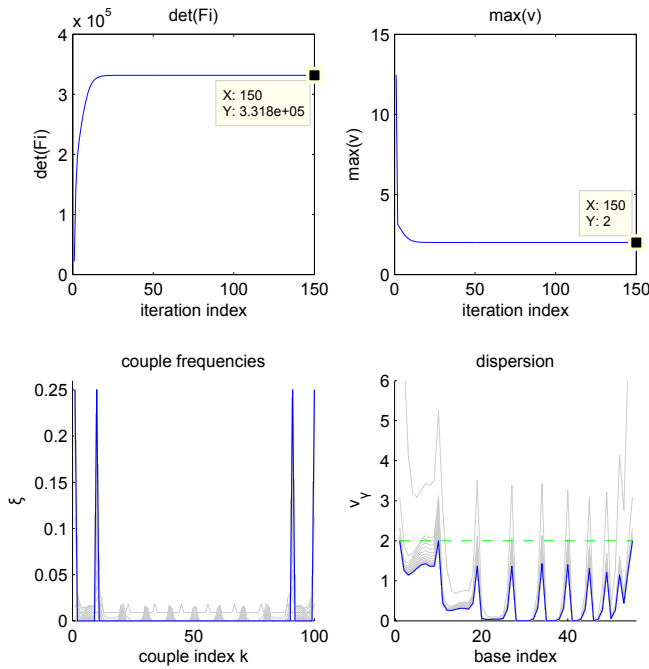 det(Fi)
x 10^5
4
3
2
1
0
0
50
100
150
X: 150
Y: 3.318e+05
det(Fi)
iteration index
max(v)
15
10
5
0
0
50
100
150
X: 150
Y: 2
max(v)
iteration index
couple frequencies
0.25
0.2
0.15
0.1
0.05
0
0
50
100
ξ
couple index k
dispersion
6
5
4
3
2
1
0
0
20
40
v_γ
base index